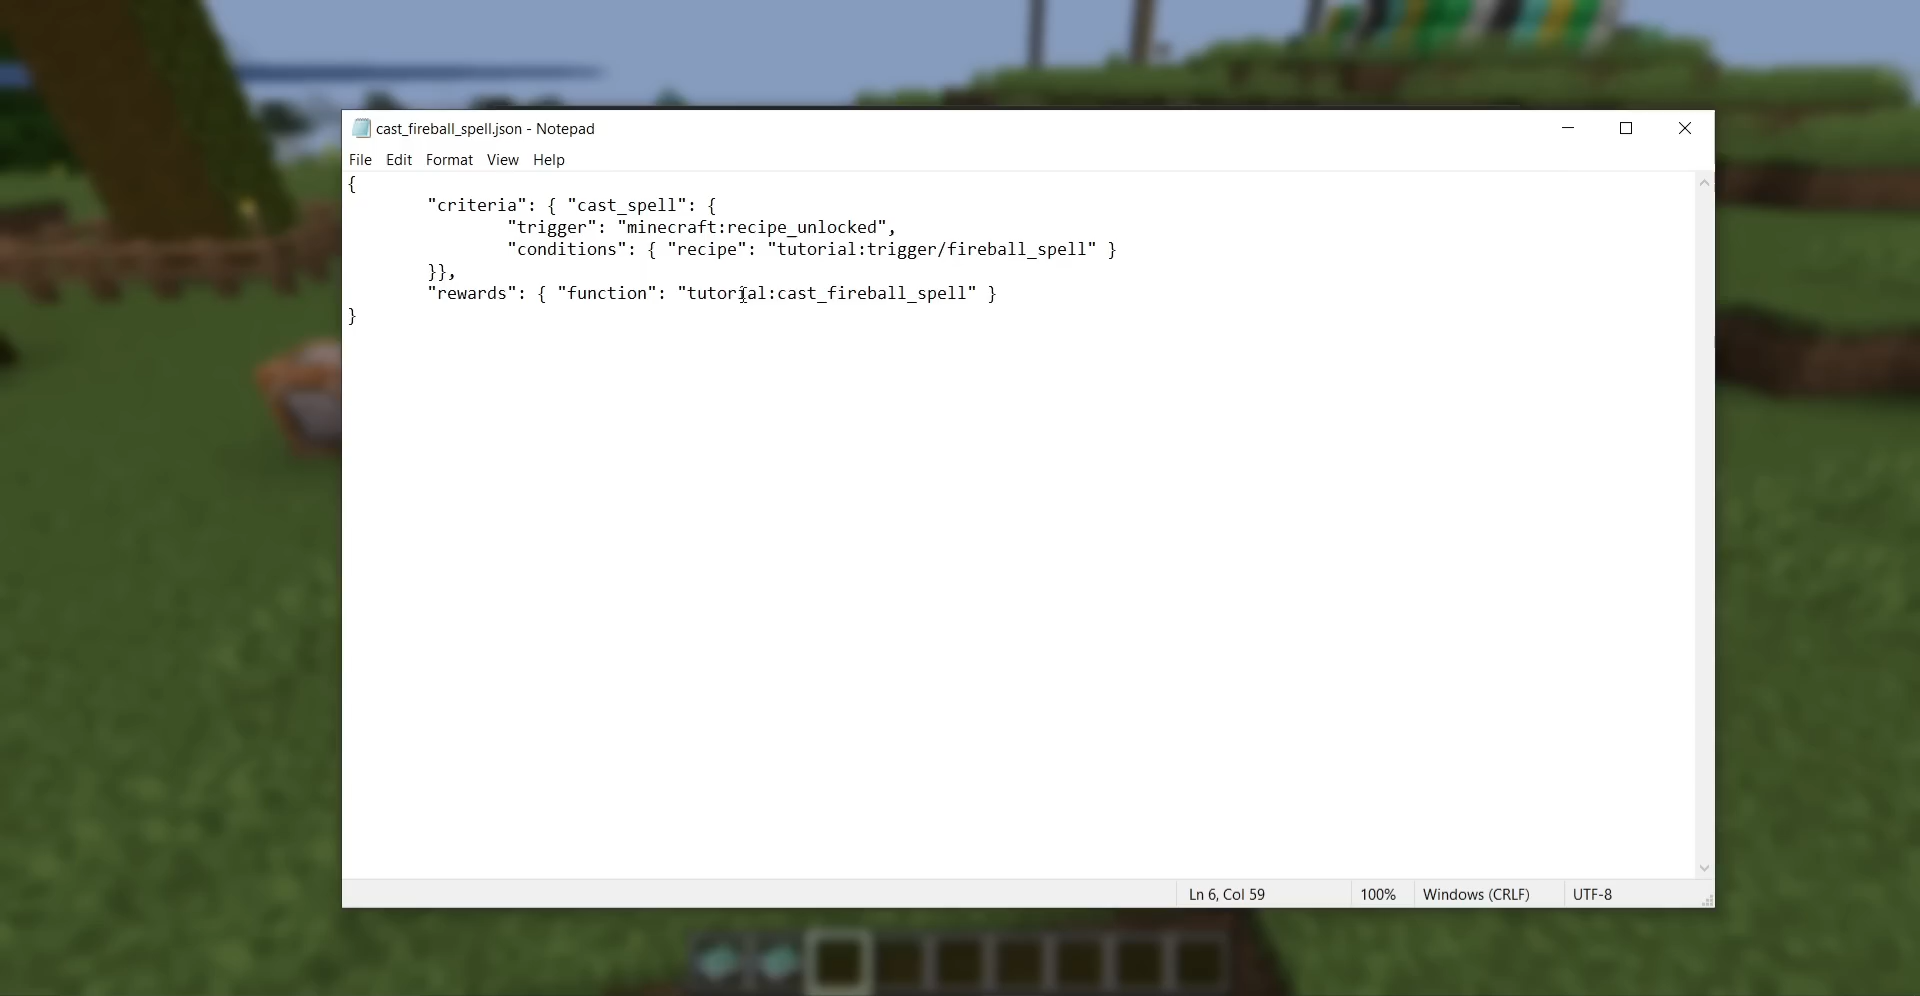 cast_fireball_spell.json - Notepad
File Edit Format View Help
{
"criteria": { "cast_spell": {
"trigger": "minecraft:recipe_unlocked",
"conditions": { "recipe": "tutorial:trigger/fireball_spell" }
}},
"rewards": { "function": "tutorial:cast_fireball_spell" }
}
Ln 6, Col 59 100% Windows (CRLF) UTF-8